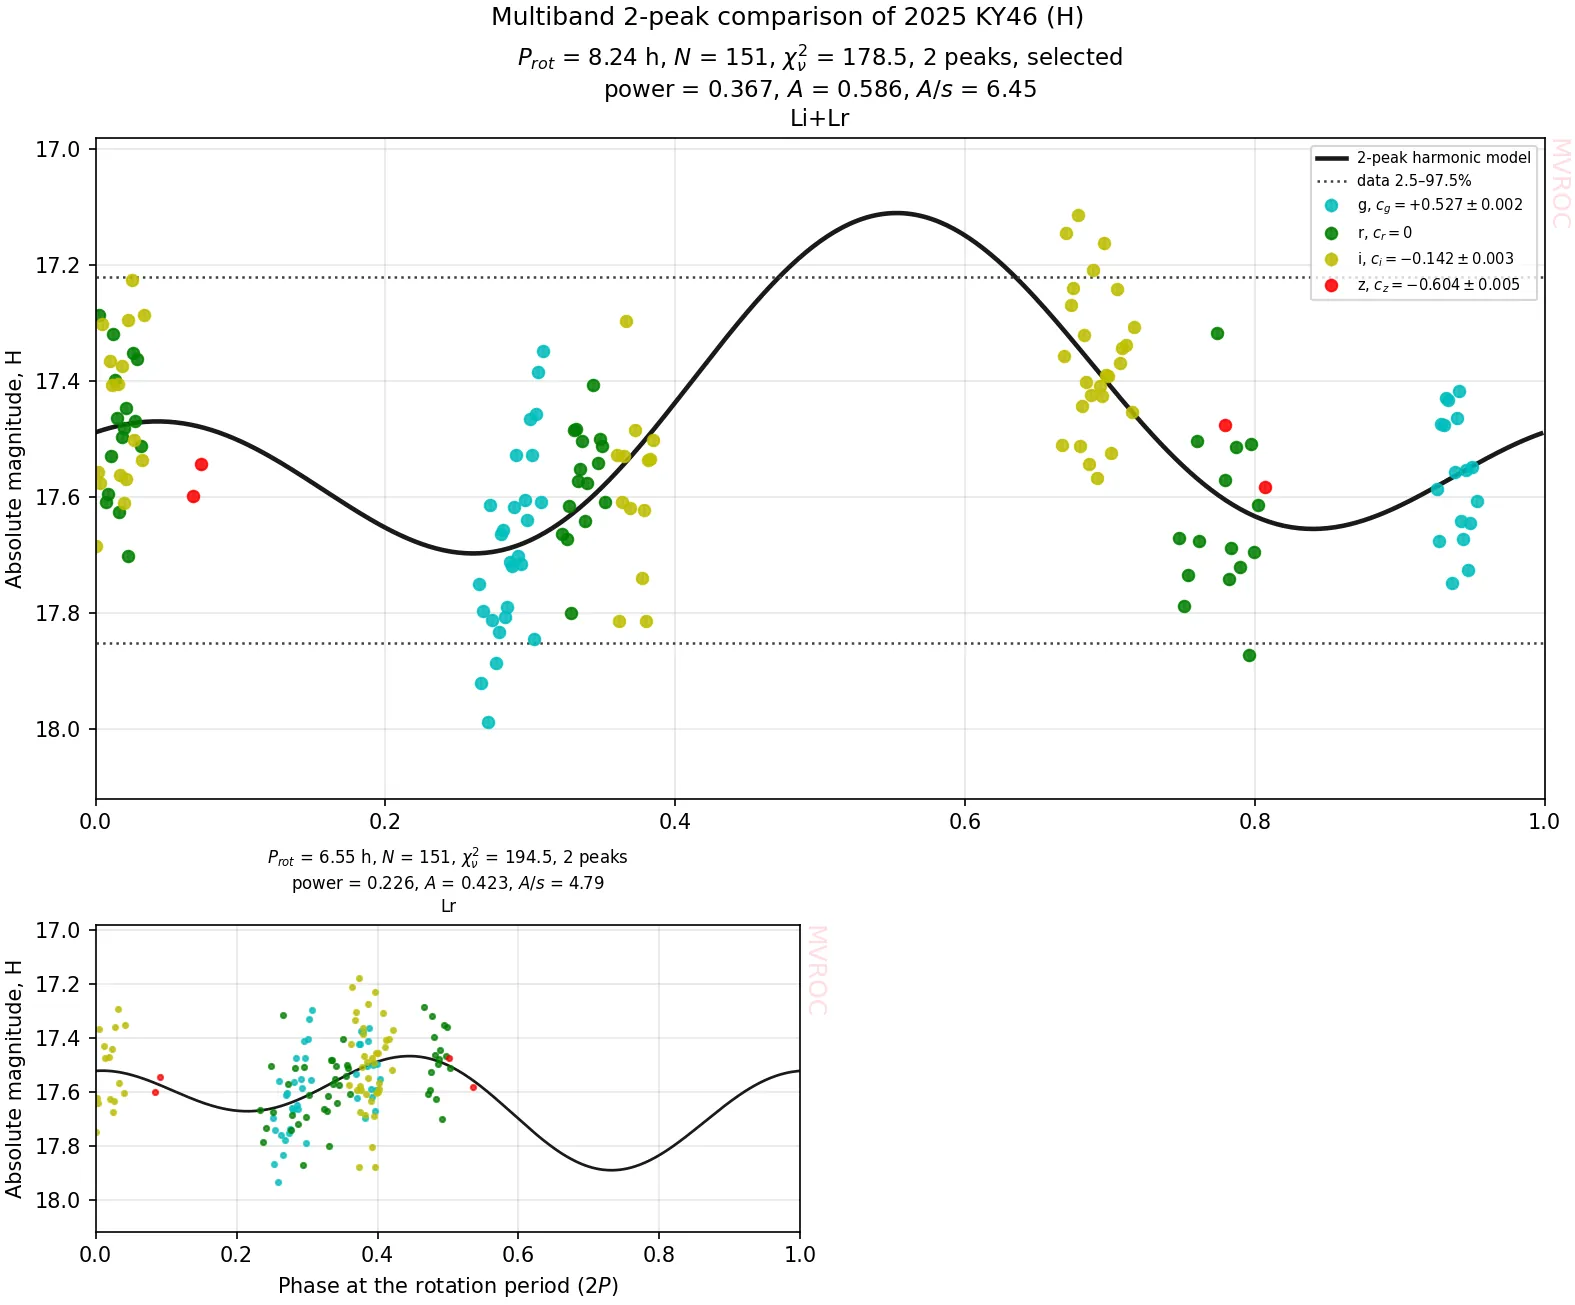 Multiband 2-peak comparison of 2025 KY46 (H)
P_rot = 8.24 h, N = 151, χ²_ν = 178.5, 2 peaks, selected
power = 0.367, A = 0.586, A/s = 6.45
Li+Lr
2-peak harmonic model
data 2.5–97.5%
g, c_g = +0.527 ± 0.002
r, c_r = 0
i, c_i = −0.142 ± 0.003
z, c_z = −0.604 ± 0.005
MVROC
Absolute magnitude, H
17.0
17.2
17.4
17.6
17.8
18.0
0.0 0.2 0.4 0.6 0.8 1.0
P_rot = 6.55 h, N = 151, χ²_ν = 194.5, 2 peaks
power = 0.226, A = 0.423, A/s = 4.79
Lr
MVROC
Absolute magnitude, H
17.0
17.2
17.4
17.6
17.8
18.0
0.0 0.2 0.4 0.6 0.8 1.0
Phase at the rotation period (2P)